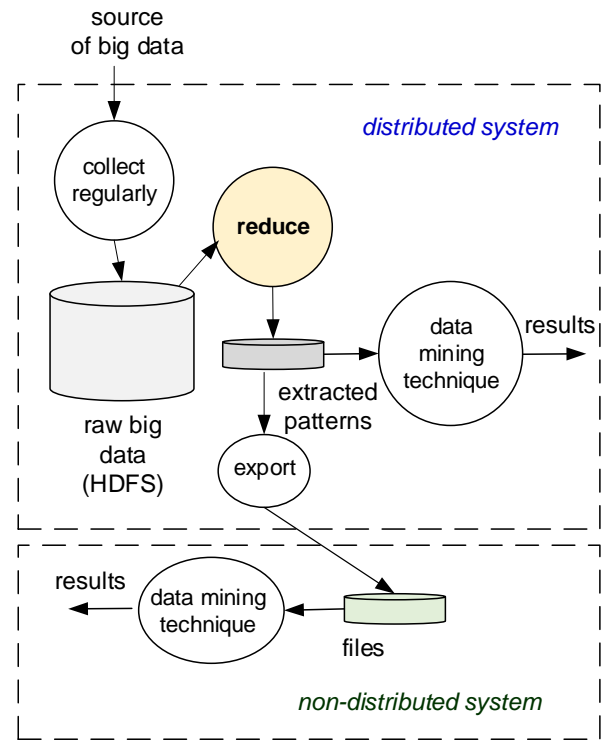 source
of big data
distributed system
collect
regularly
reduce
data
mining
technique
results
extracted
patterns
raw big
data
(HDFS)
export
results
data mining
technique
files
non-distributed system